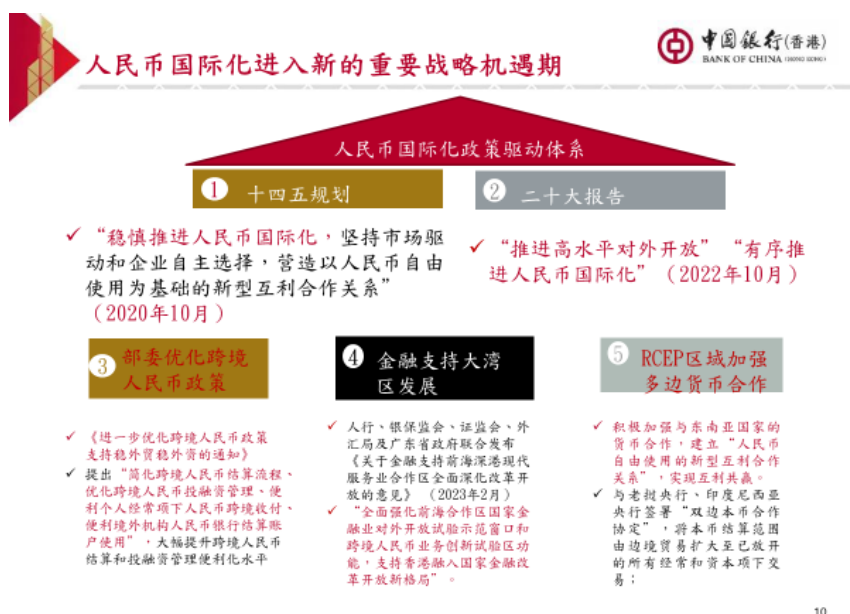 人民币国际化进入新的重要战略机遇期
中国銀行(香港)
BANK OF CHINA (HONG KONG)
人民币国际化政策驱动体系
1 十四五规划
2 二十大报告
✓ “稳慎推进人民币国际化，坚持市场驱
动和企业自主选择，营造以人民币自由
使用为基础的新型互利合作关系”
（2020年10月）
✓ “推进高水平对外开放” “有序推
进人民币国际化” （2022年10月）
3 部委优化跨境
人民币政策
✓ 《进一步优化跨境人民币政策
支持稳外贸稳外资的通知》
✓ 提出“简化跨境人民币结算流程、
优化跨境人民币投融资管理、便
利个人经常项下人民币跨境收付、
便利境外机构人民币银行结算账
户使用”，大幅提升跨境人民币
结算和投融资管理便利化水平
4 金融支持大湾
区发展
✓ 人行、银保监会、证监会、外
汇局及广东省政府联合发布
《关于金融支持前海深港现代
服务业合作区全面深化改革开
放的意见》（2023年2月）
✓ “全面强化前海合作区国家金
融业对外开放试验示范窗口和
跨境人民币业务创新试验区功
能，支持香港融入国家金融改
革开放新格局”。
5 RCEP区域加强
多边货币合作
✓ 积极加强与东南亚国家的
货币合作，建立“人民币
自由使用的新型互利合作
关系”，实现互利共赢。
✓ 与老挝央行、印度尼西亚
央行签署“双边本币合作
协定”，将本币结算范围
由边境贸易扩大至已放开
的所有经常和资本项下交
易；
10